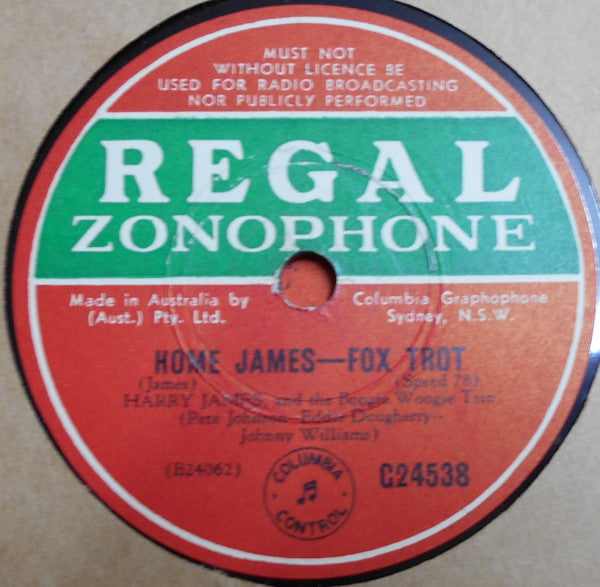 MUST NOT
WITHOUT LICENCE BE
USED FOR RADIO BROADCASTING
NOR PUBLICLY PERFORMED
REGAL
ZONOPHONE
Made in Australia by Columbia Graphophone
(Aust.) Pty. Ltd. Sydney, N.S.W.
HOME JAMES—FOX TROT
(James) (Speed 78)
HARRY JAMES and the Boogie Woogie Trio
(Pete Johnson—Eddie Dougherty—
Johnny Williams)
(B24062) COLUMBIA CONTROL G24538